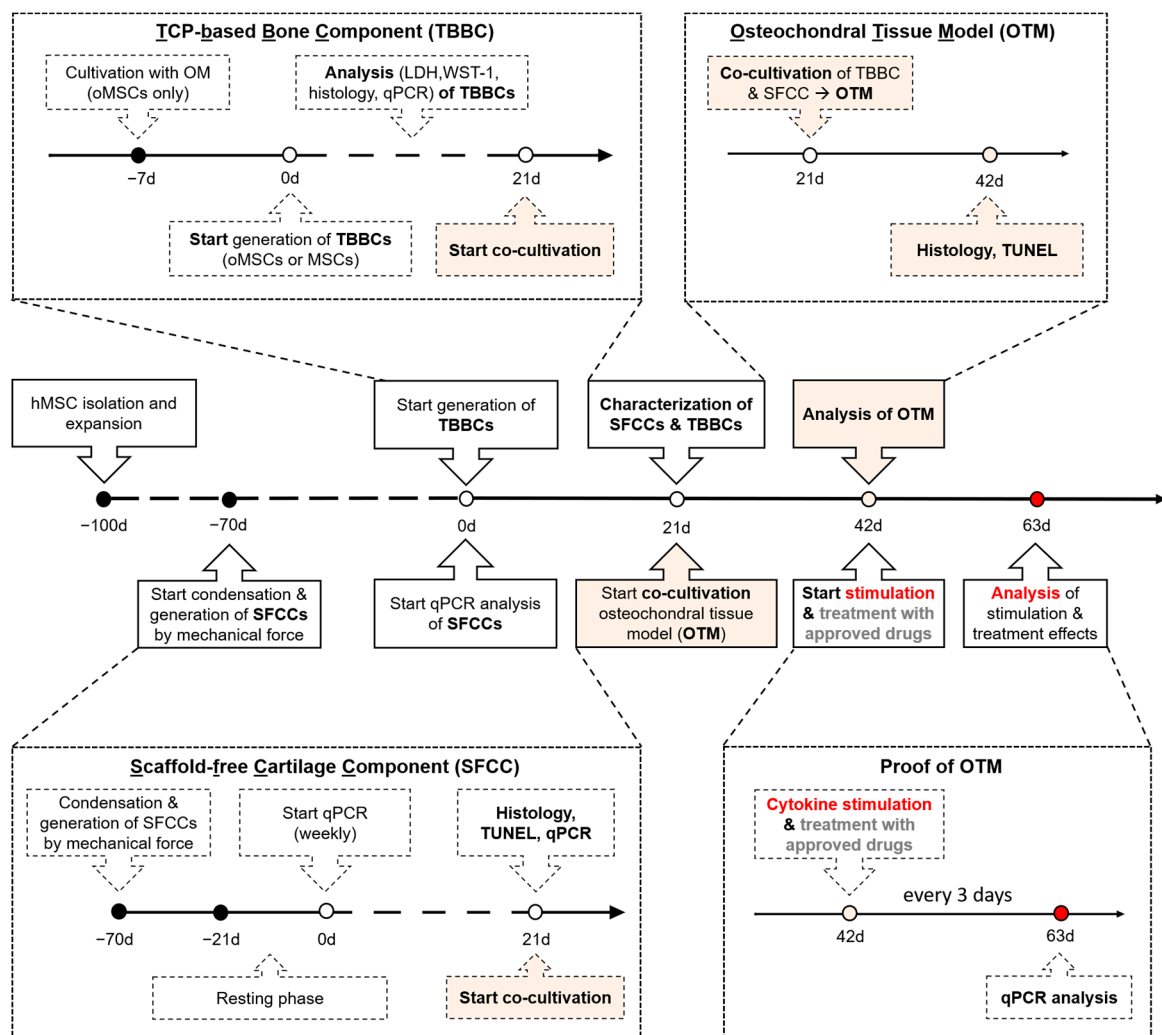 TCP-based Bone Component (TBBC)
Cultivation with OM
(oMSCs only)
Analysis (LDH,WST-1,
histology, qPCR) of TBBCs
−7d
0d
21d
Start generation of TBBCs
(oMSCs or MSCs)
Start co-cultivation
Osteochondral Tissue Model (OTM)
Co-cultivation of TBBC
& SFCC → OTM
21d
42d
Histology, TUNEL
hMSC isolation and
expansion
Start generation of
TBBCs
Characterization of
SFCCs & TBBCs
Analysis of OTM
−100d
−70d
0d
21d
42d
63d
Start condensation &
generation of SFCCs
by mechanical force
Start qPCR analysis
of SFCCs
Start co-cultivation
osteochondral tissue
model (OTM)
Start stimulation
& treatment with
approved drugs
Analysis of
stimulation &
treatment effects
Scaffold-free Cartilage Component (SFCC)
Condensation &
generation of SFCCs
by mechanical force
Start qPCR
(weekly)
Histology,
TUNEL, qPCR
−70d
−21d
0d
21d
Resting phase
Start co-cultivation
Proof of OTM
Cytokine stimulation
& treatment with
approved drugs
every 3 days
42d
63d
qPCR analysis